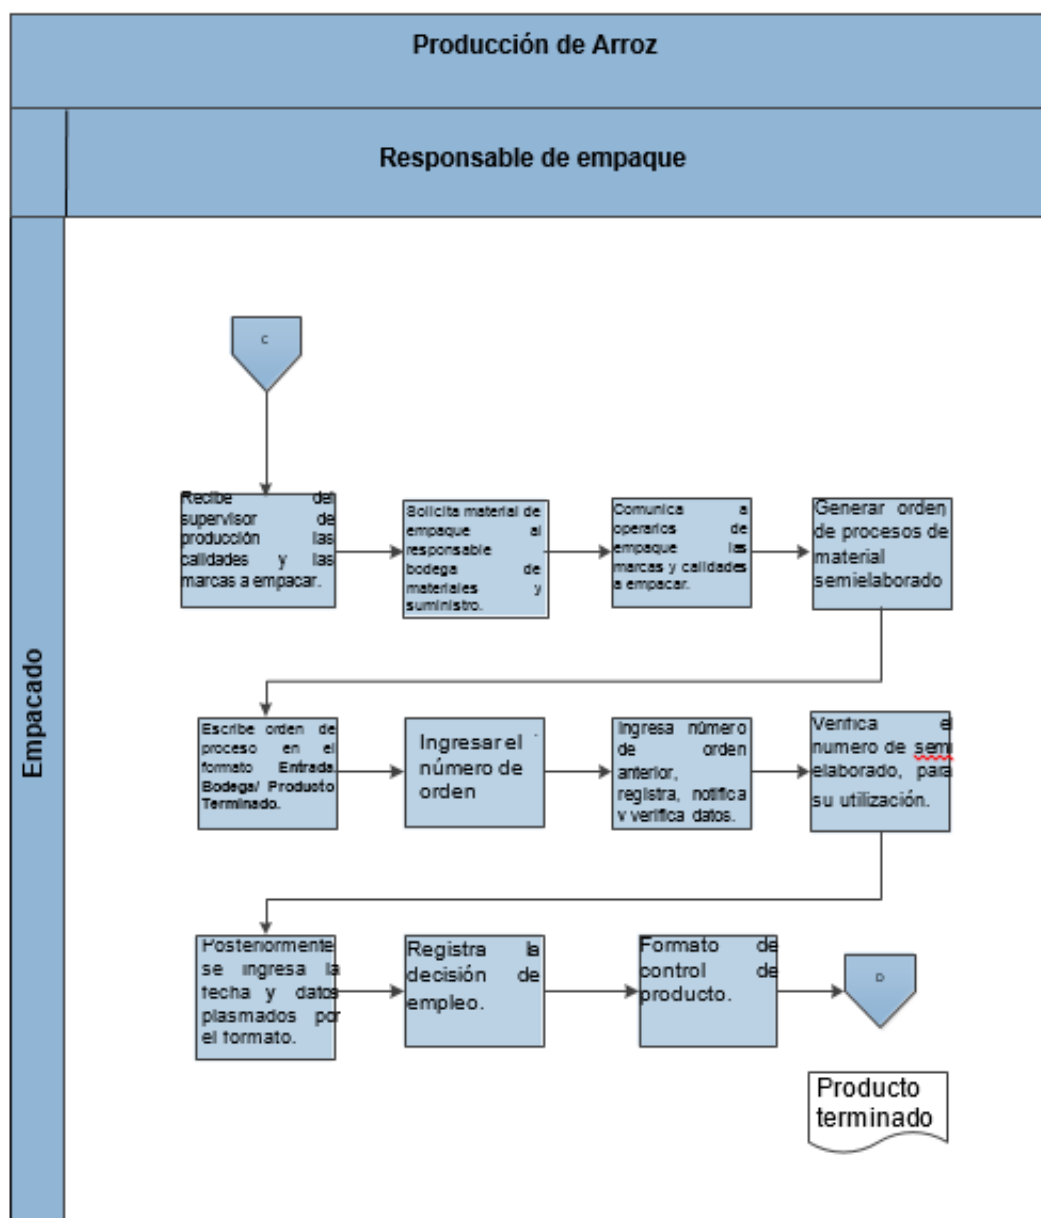 Producción de Arroz
Responsable de empaque
Empacado
C
Recibe del
supervisor de
producción las
calidades y las
marcas a empacar.
Solicita material de
empaque al
responsable
bodega de
materiales y
suministro.
Comunica a
operarios de
empaque las
marcas y calidades
a empacar.
Generar orden
de procesos de
material
semielaborado
Escribe orden de
proceso en el
formato Entrada
Bodega/ Producto
Terminado.
Ingresar el
número de
orden
Ingresa número
de orden
anterior,
registra, notifica
y verifica datos.
Verifica el
numero de semi
elaborado, para
su utilización.
Posteriormente
se ingresa la
fecha y datos
plasmados por
el formato.
Registra la
decisión de
empleo.
Formato de
control de
producto.
D
Producto
terminado